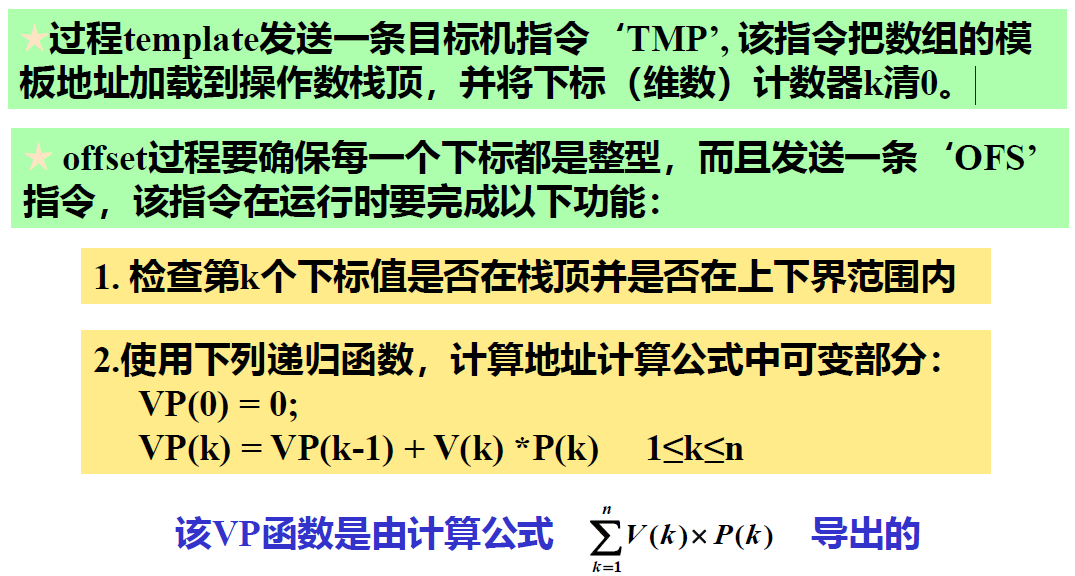 ★过程template发送一条目标机指令‘TMP’, 该指令把数组的模
板地址加载到操作数栈顶，并将下标（维数）计数器k清0。
★ offset过程要确保每一个下标都是整型，而且发送一条‘OFS’
指令，该指令在运行时要完成以下功能：
1. 检查第k个下标值是否在栈顶并是否在上下界范围内
2.使用下列递归函数，计算地址计算公式中可变部分：
VP(0) = 0;
VP(k) = VP(k-1) + V(k) *P(k) 1≤k≤n
该VP函数是由计算公式 $\sum_{k=1}^{n} V(k) \times P(k)$ 导出的